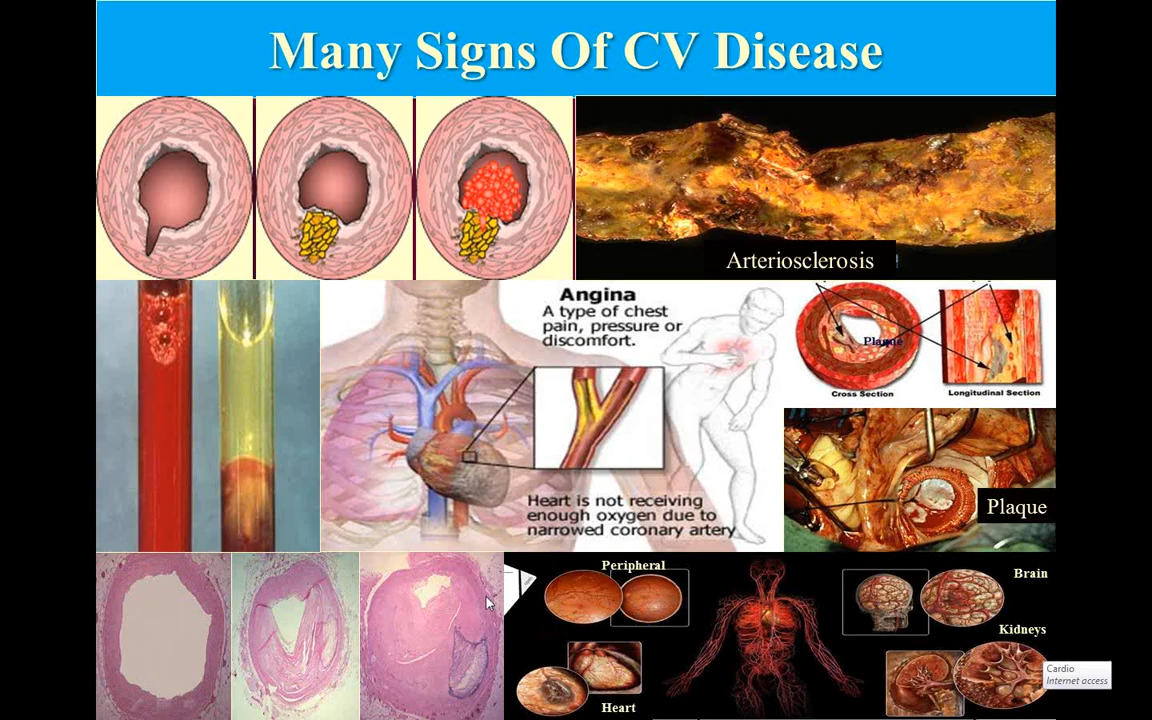 Many Signs Of CV Disease
Arteriosclerosis
Angina
A type of chest
pain, pressure or
discomfort.
Heart is not receiving
enough oxygen due to
narrowed coronary artery
Plaque
Cross Section
Longitudinal Section
Plaque
Peripheral
Brain
Kidneys
Heart
Cardio
Internet access